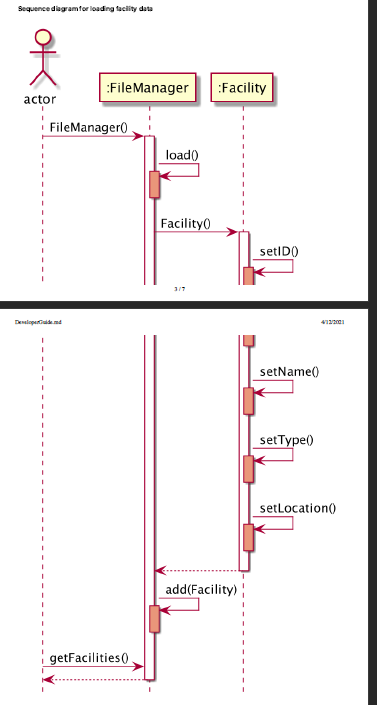 Sequence diagram for loading facility data
actor
:FileManager
:Facility
FileManager()
load()
Facility()
setID()
3 / 7
DeveloperGuide.md
4/12/2021
setName()
setType()
setLocation()
add(Facility)
getFacilities()